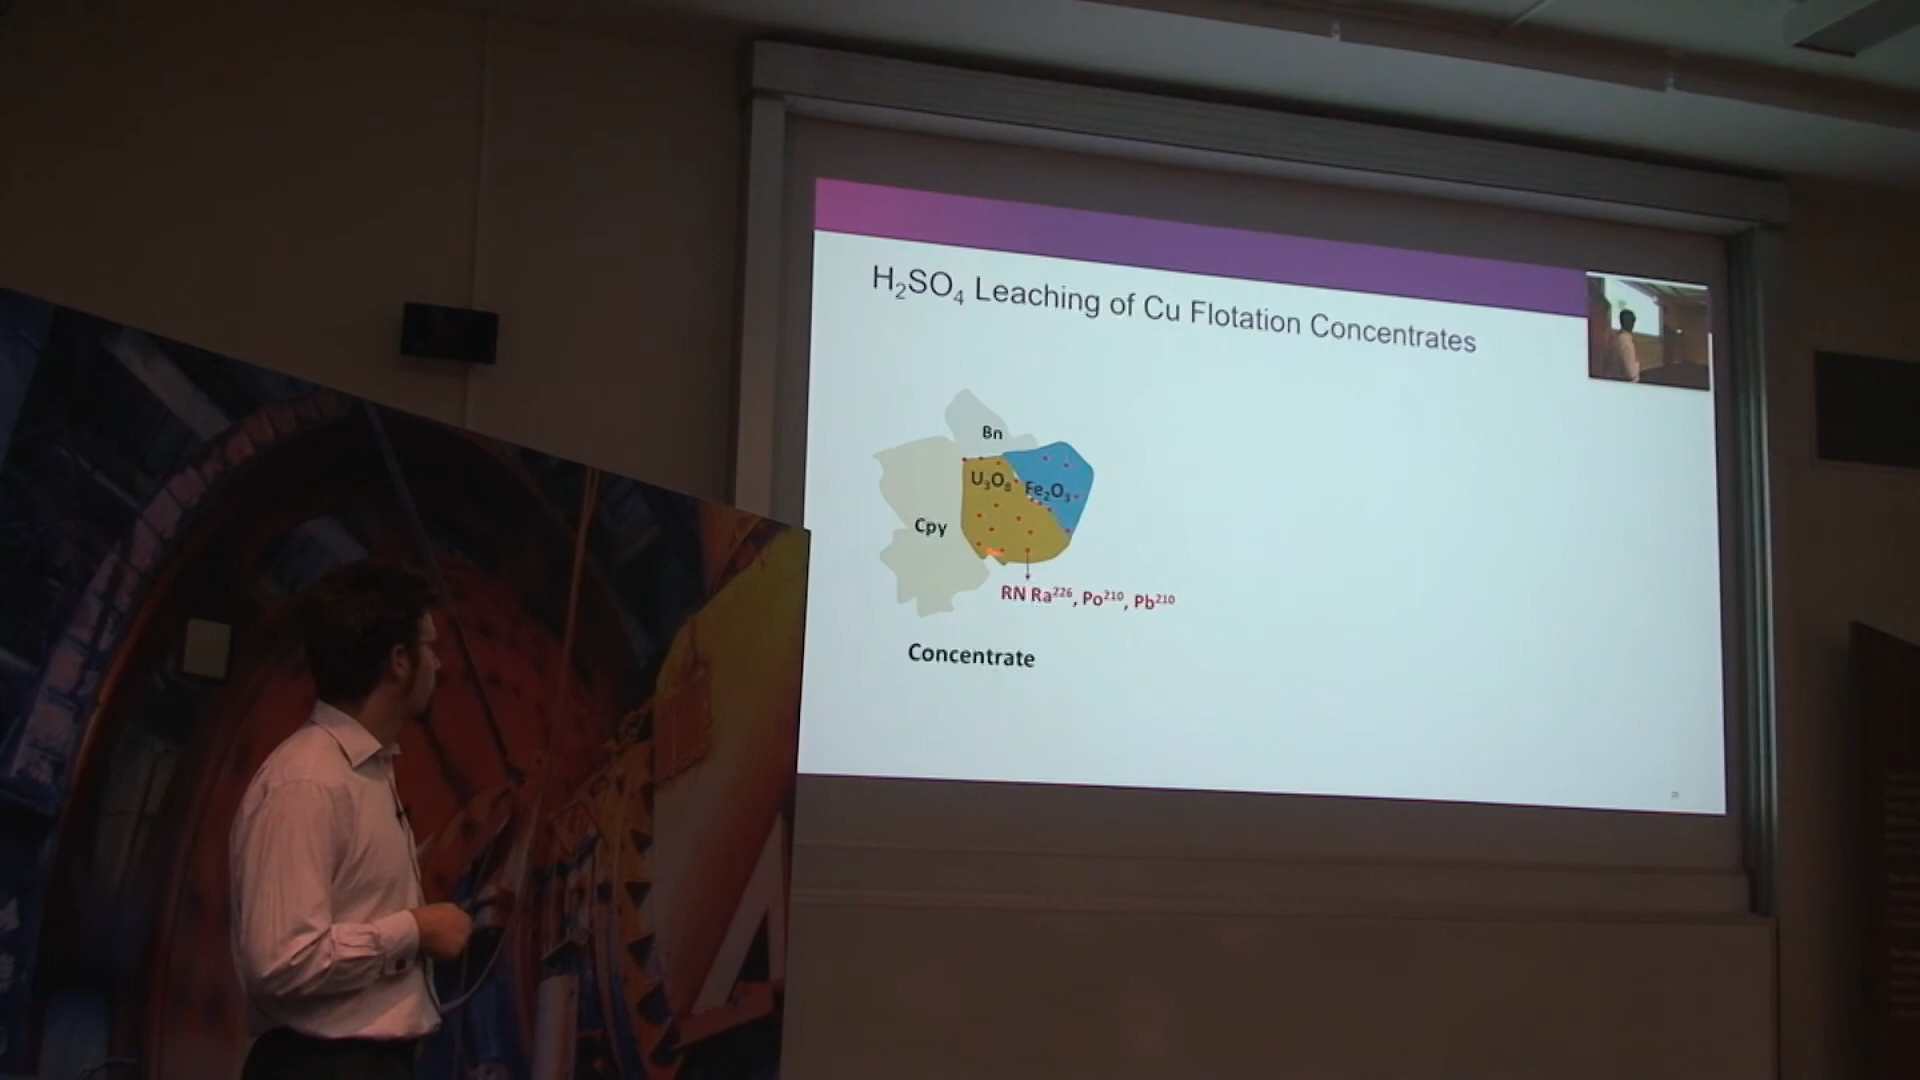 H₂SO₄ Leaching of Cu Flotation Concentrates
Bn
U₃O₈
Fe₂O₃
Cpy
RN Ra²²⁶, Po²¹⁰, Pb²¹⁰
Concentrate